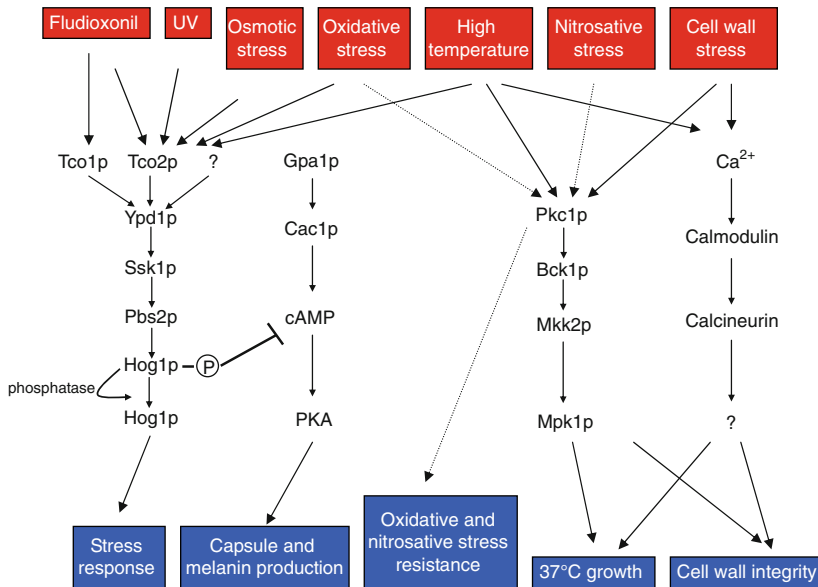 Fludioxonil
UV
Osmotic
stress
Oxidative
stress
High
temperature
Nitrosative
stress
Cell wall
stress
Tco1p
Tco2p
?
Gpa1p
Ca2+
Ypd1p
Cac1p
Pkc1p
Calmodulin
Ssk1p
Bck1p
Pbs2p
cAMP
Mkk2p
Calcineurin
Hog1p
P
phosphatase
Hog1p
PKA
Mpk1p
?
Stress
response
Capsule and
melanin production
Oxidative and
nitrosative stress
resistance
37°C growth
Cell wall integrity